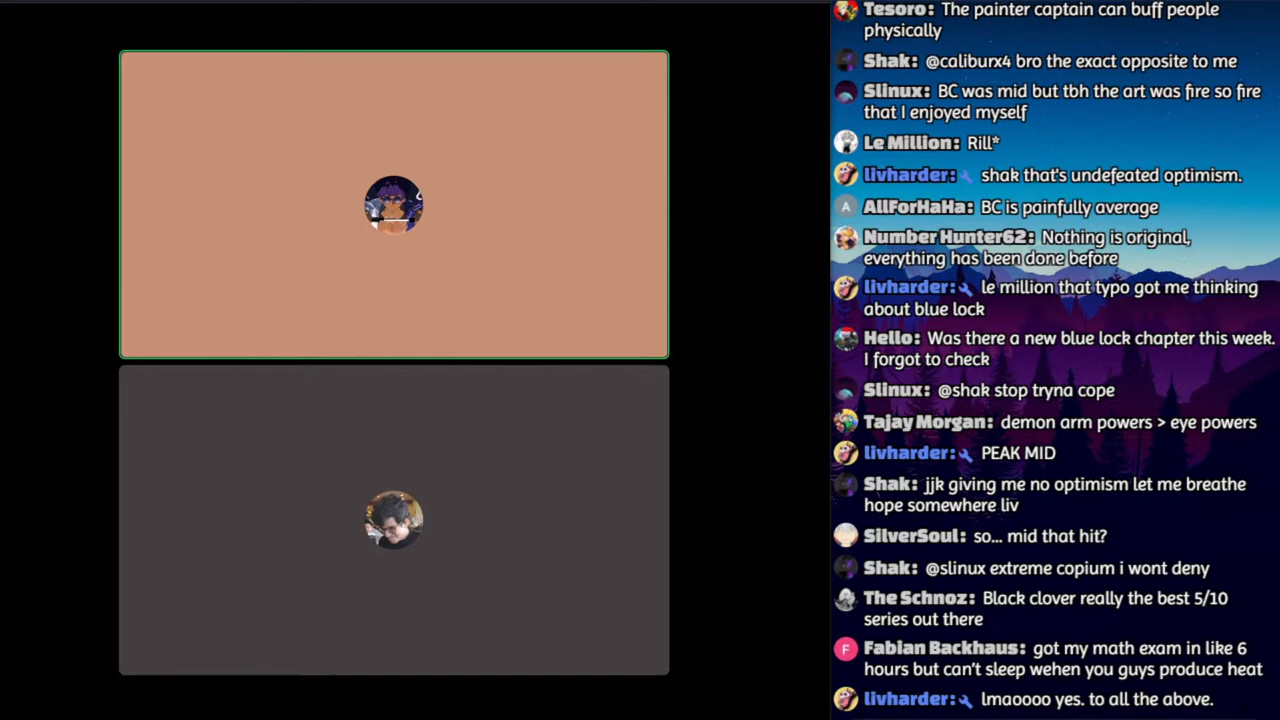 Tesoro: The painter captain can buff people
physically
Shak: @caliburx4 bro the exact opposite to me
Slinux: BC was mid but tbh the art was fire so fire
that I enjoyed myself
Le Million: Rill*
livharder: shak that's undefeated optimism.
A AllForHaHa: BC is painfully average
Number Hunter62: Nothing is original,
everything has been done before
livharder: le million that typo got me thinking
about blue lock
Hello: Was there a new blue lock chapter this week.
I forgot to check
Slinux: @shak stop tryna cope
Tajay Morgan: demon arm powers > eye powers
livharder: PEAK MID
Shak: jjk giving me no optimism let me breathe
hope somewhere liv
SilverSoul: so... mid that hit?
Shak: @slinux extreme copium i wont deny
The Schnoz: Black clover really the best 5/10
series out there
F Fabian Backhaus: got my math exam in like 6
hours but can't sleep wehen you guys produce heat
livharder: lmaoooo yes. to all the above.